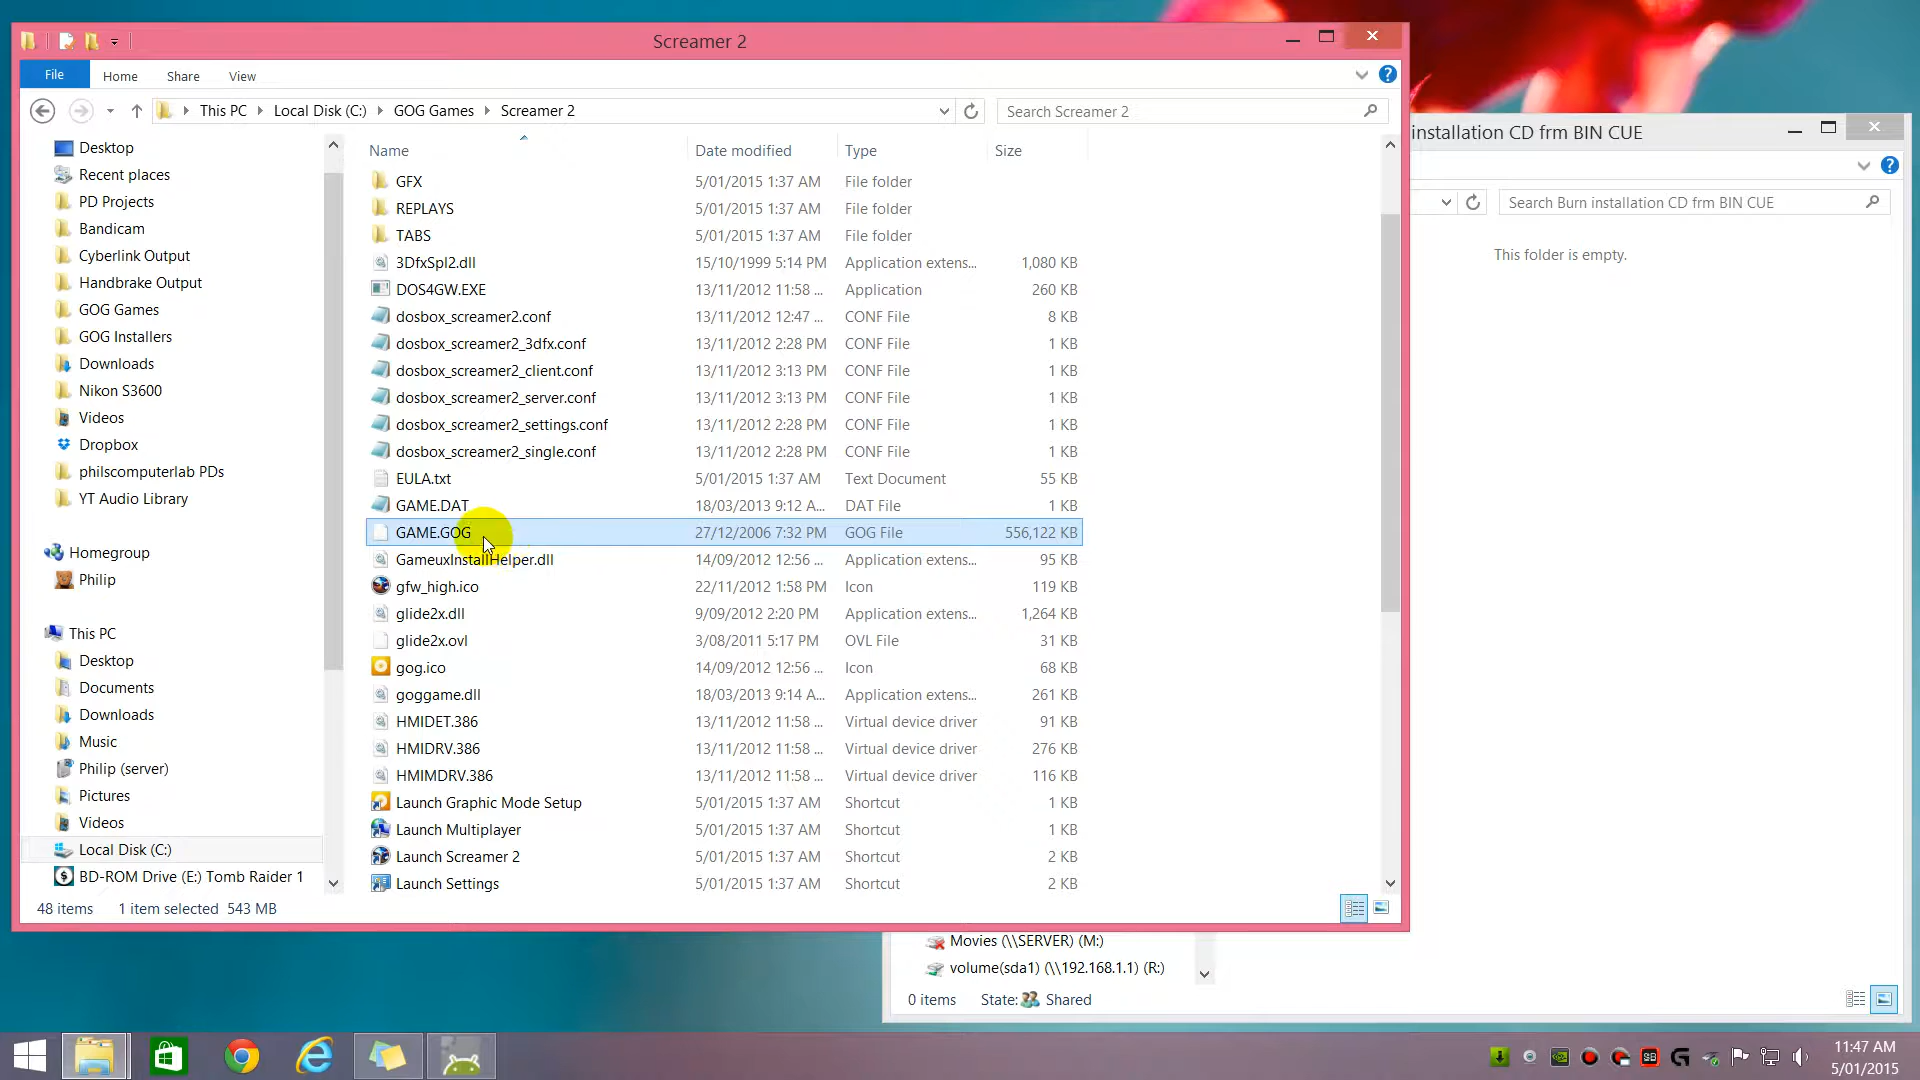 Screamer 2
File
Home
Share
View
This PC
Local Disk (C:)
GOG Games
Screamer 2
Search Screamer 2
installation CD frm BIN CUE
Search Burn installation CD frm BIN CUE
This folder is empty.
Desktop
Recent places
PD Projects
Bandicam
Cyberlink Output
Handbrake Output
GOG Games
GOG Installers
Downloads
Nikon S3600
Videos
Dropbox
philscomputerlab PDs
YT Audio Library
Homegroup
Philip
This PC
Desktop
Documents
Downloads
Music
Philip (server)
Pictures
Videos
Local Disk (C:)
BD-ROM Drive (E:) Tomb Raider 1
Name Date modified Type Size
GFX 5/01/2015 1:37 AM File folder
REPLAYS 5/01/2015 1:37 AM File folder
TABS 5/01/2015 1:37 AM File folder
3DfxSpl2.dll 15/10/1999 5:14 PM Application extens... 1,080 KB
DOS4GW.EXE 13/11/2012 11:58 ... Application 260 KB
dosbox_screamer2.conf 13/11/2012 12:47 ... CONF File 8 KB
dosbox_screamer2_3dfx.conf 13/11/2012 2:28 PM CONF File 1 KB
dosbox_screamer2_client.conf 13/11/2012 3:13 PM CONF File 1 KB
dosbox_screamer2_server.conf 13/11/2012 3:13 PM CONF File 1 KB
dosbox_screamer2_settings.conf 13/11/2012 2:28 PM CONF File 1 KB
dosbox_screamer2_single.conf 13/11/2012 2:28 PM CONF File 1 KB
EULA.txt 5/01/2015 1:37 AM Text Document 55 KB
GAME.DAT 18/03/2013 9:12 A... DAT File 1 KB
GAME.GOG 27/12/2006 7:32 PM GOG File 556,122 KB
GameuxInstallHelper.dll 14/09/2012 12:56 ... Application extens... 95 KB
gfw_high.ico 22/11/2012 1:58 PM Icon 119 KB
glide2x.dll 9/09/2012 2:20 PM Application extens... 1,264 KB
glide2x.ovl 3/08/2011 5:17 PM OVL File 31 KB
gog.ico 14/09/2012 12:56 ... Icon 68 KB
goggame.dll 18/03/2013 9:14 A... Application extens... 261 KB
HMIDET.386 13/11/2012 11:58 ... Virtual device driver 91 KB
HMIDRV.386 13/11/2012 11:58 ... Virtual device driver 276 KB
HMIMDRV.386 13/11/2012 11:58 ... Virtual device driver 116 KB
Launch Graphic Mode Setup 5/01/2015 1:37 AM Shortcut 1 KB
Launch Multiplayer 5/01/2015 1:37 AM Shortcut 1 KB
Launch Screamer 2 5/01/2015 1:37 AM Shortcut 2 KB
Launch Settings 5/01/2015 1:37 AM Shortcut 2 KB
48 items 1 item selected 543 MB
Movies (\\SERVER) (M:)
volume(sda1) (\\192.168.1.1) (R:)
0 items State: Shared
11:47 AM
5/01/2015